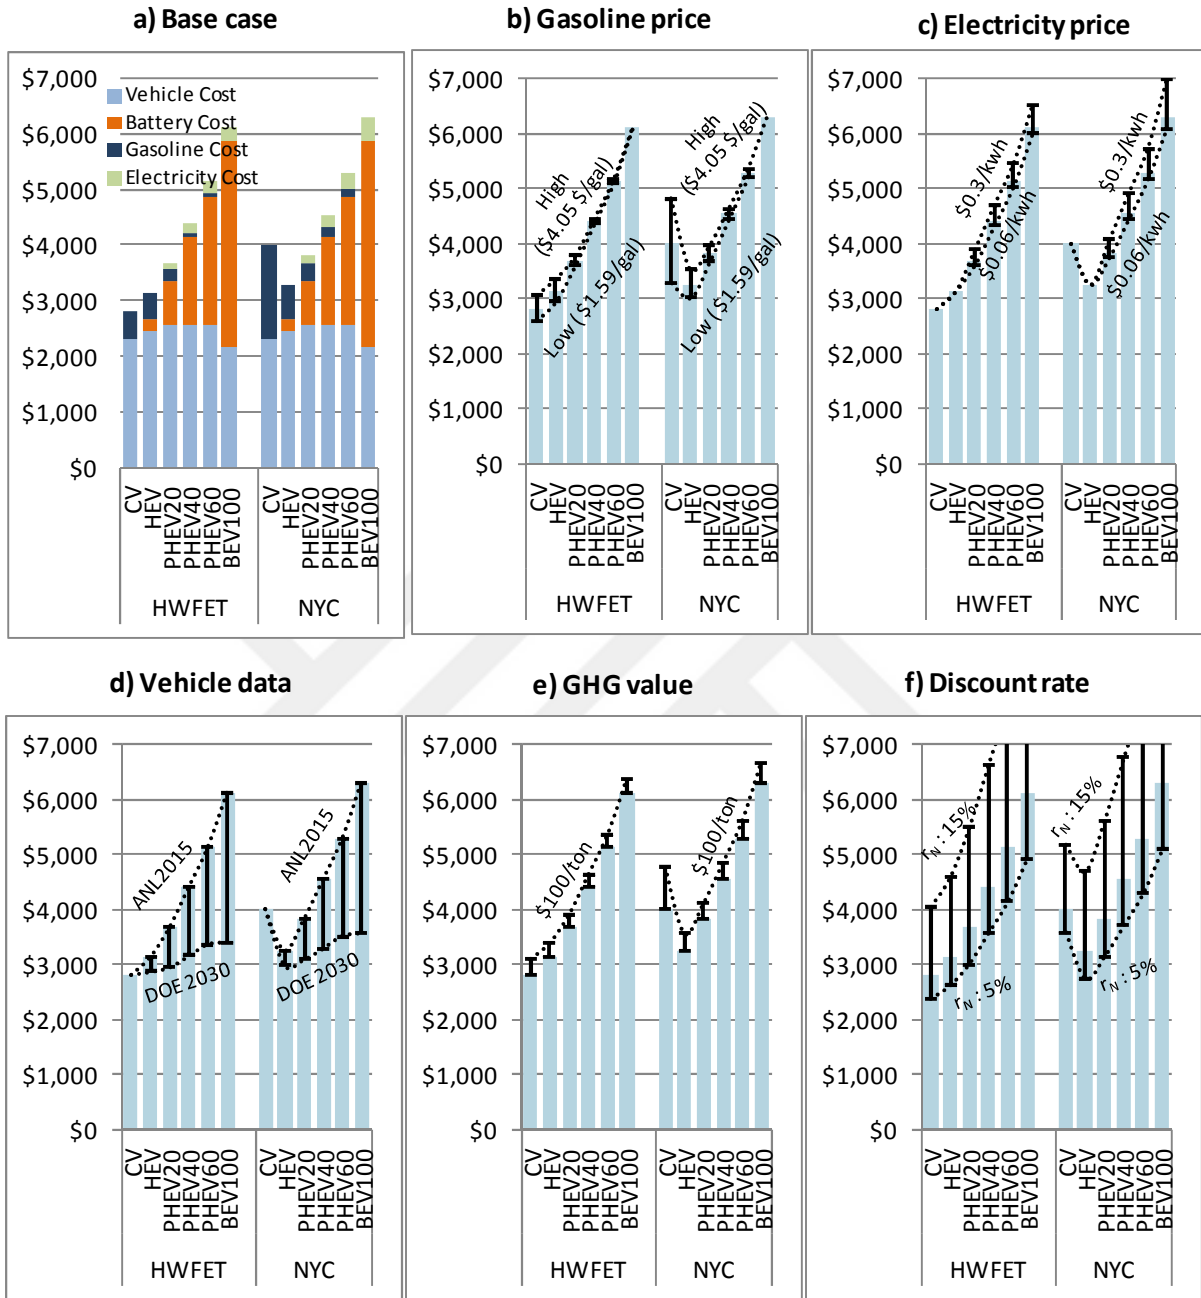 a) Base case
$7,000
$6,000
$5,000
$4,000
$3,000
$2,000
$1,000
$0
Vehicle Cost
Battery Cost
Gasoline Cost
Electricity Cost
CV
HEV
PHEV20
PHEV40
PHEV60
BEV100
CV
HEV
PHEV20
PHEV40
PHEV60
BEV100
HWFET
NYC
b) Gasoline price
$7,000
$6,000
$5,000
$4,000
$3,000
$2,000
$1,000
$0
High
($4.05 $/gal)
Low ($1.59/gal)
High
($4.05 $/gal)
Low ($1.59/gal)
CV
HEV
PHEV20
PHEV40
PHEV60
BEV100
CV
HEV
PHEV20
PHEV40
PHEV60
BEV100
HWFET
NYC
c) Electricity price
$7,000
$6,000
$5,000
$4,000
$3,000
$2,000
$1,000
$0
$0.3/kwh
$0.06/kwh
$0.3/kwh
$0.06/kwh
CV
HEV
PHEV20
PHEV40
PHEV60
BEV100
CV
HEV
PHEV20
PHEV40
PHEV60
BEV100
HWFET
NYC
d) Vehicle data
$7,000
$6,000
$5,000
$4,000
$3,000
$2,000
$1,000
$0
ANL2015
DOE 2030
ANL2015
DOE 2030
CV
HEV
PHEV20
PHEV40
PHEV60
BEV100
CV
HEV
PHEV20
PHEV40
PHEV60
BEV100
HWFET
NYC
e) GHG value
$7,000
$6,000
$5,000
$4,000
$3,000
$2,000
$1,000
$0
$100/ton
$100/ton
CV
HEV
PHEV20
PHEV40
PHEV60
BEV100
CV
HEV
PHEV20
PHEV40
PHEV60
BEV100
HWFET
NYC
f) Discount rate
$7,000
$6,000
$5,000
$4,000
$3,000
$2,000
$1,000
$0
rN : 15%
rN : 5%
rN : 15%
rN : 5%
CV
HEV
PHEV20
PHEV40
PHEV60
BEV100
CV
HEV
PHEV20
PHEV40
PHEV60
BEV100
HWFET
NYC